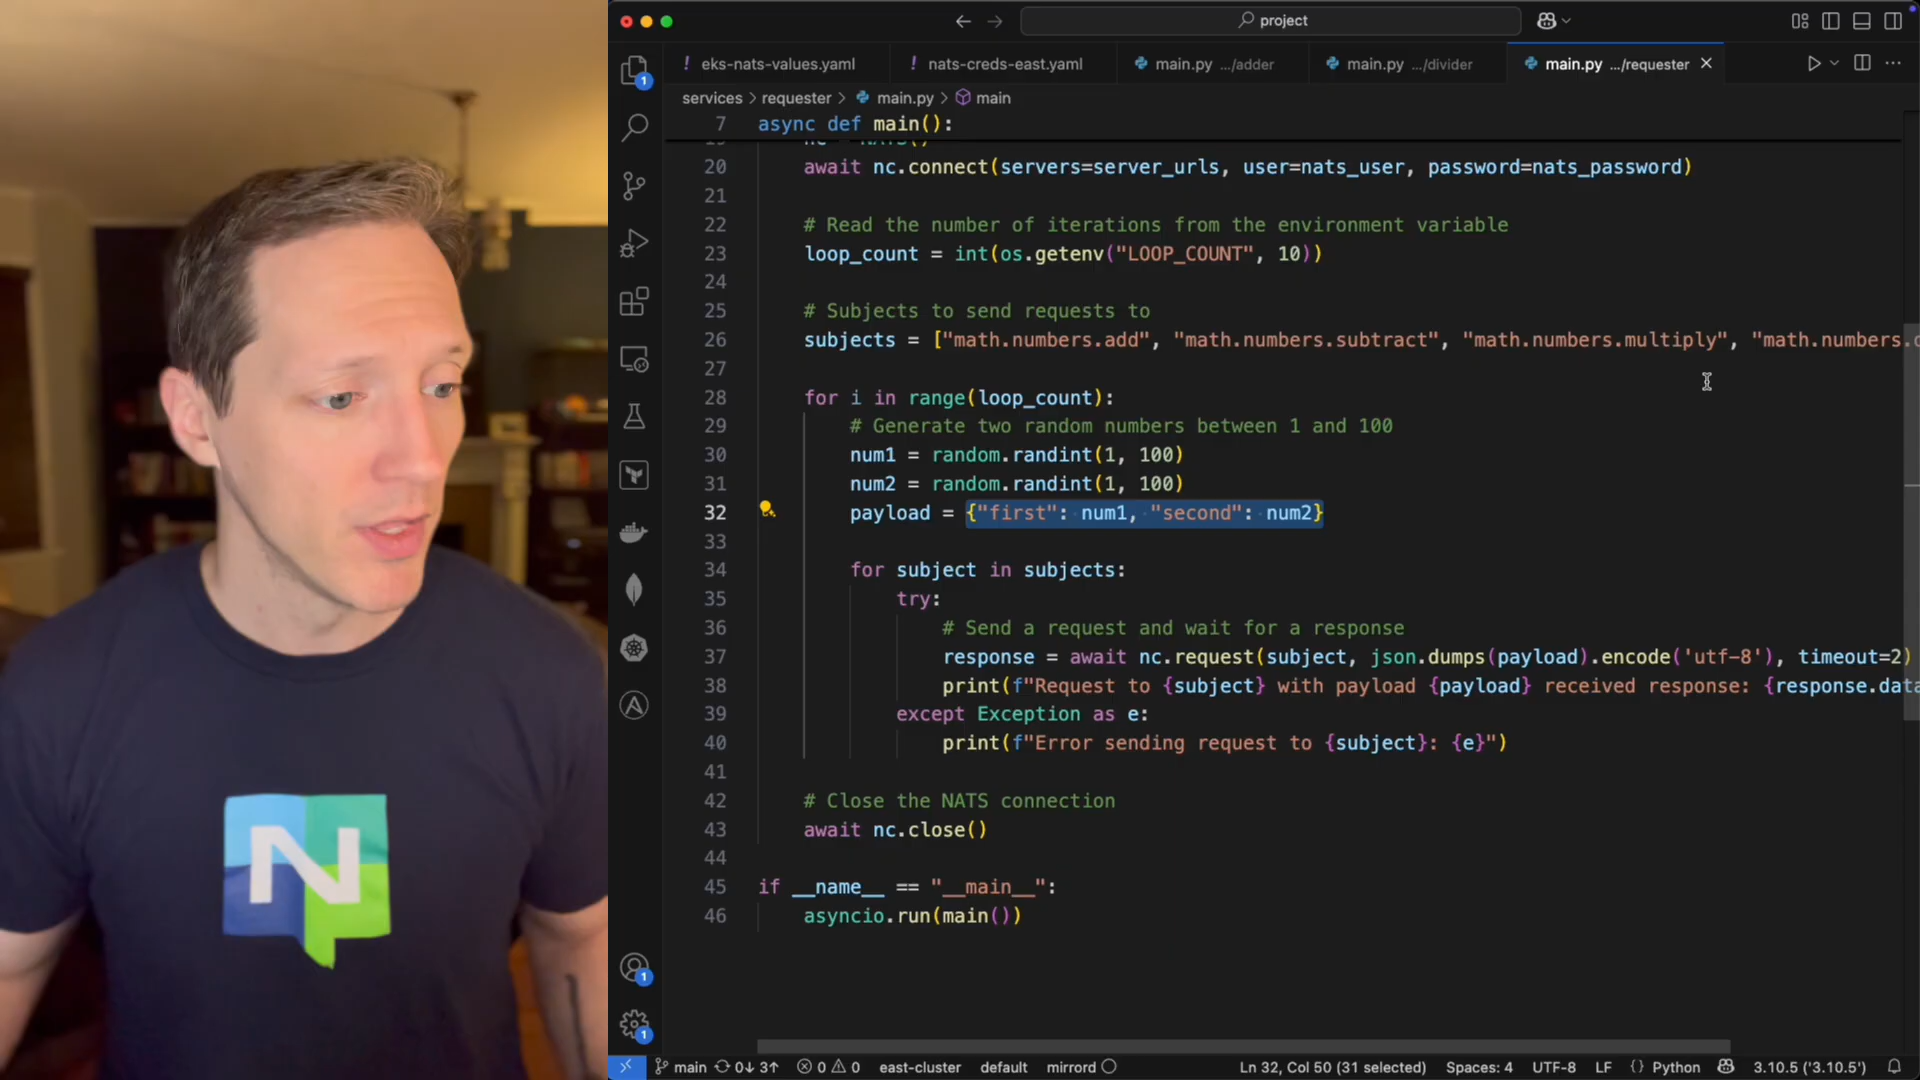 project
eks-nats-values.yaml
nats-creds-east.yaml
main.py .../adder
main.py .../divider
main.py .../requester
services > requester > main.py > main
7 async def main():
20 await nc.connect(servers=server_urls, user=nats_user, password=nats_password)
21
22 # Read the number of iterations from the environment variable
23 loop_count = int(os.getenv("LOOP_COUNT", 10))
24
25 # Subjects to send requests to
26 subjects = ["math.numbers.add", "math.numbers.subtract", "math.numbers.multiply", "math.numbers.
27
28 for i in range(loop_count):
29 # Generate two random numbers between 1 and 100
30 num1 = random.randint(1, 100)
31 num2 = random.randint(1, 100)
32 payload = {"first": num1, "second": num2}
33
34 for subject in subjects:
35 try:
36 # Send a request and wait for a response
37 response = await nc.request(subject, json.dumps(payload).encode('utf-8'), timeout=2)
38 print(f"Request to {subject} with payload {payload} received response: {response.data
39 except Exception as e:
40 print(f"Error sending request to {subject}: {e}")
41
42 # Close the NATS connection
43 await nc.close()
44
45 if __name__ == "__main__":
46 asyncio.run(main())
1
1
1
N
main 0↓ 3↑ 0 0 east-cluster default mirrord Ln 32, Col 50 (31 selected) Spaces: 4 UTF-8 LF {} Python 3.10.5 ('3.10.5')